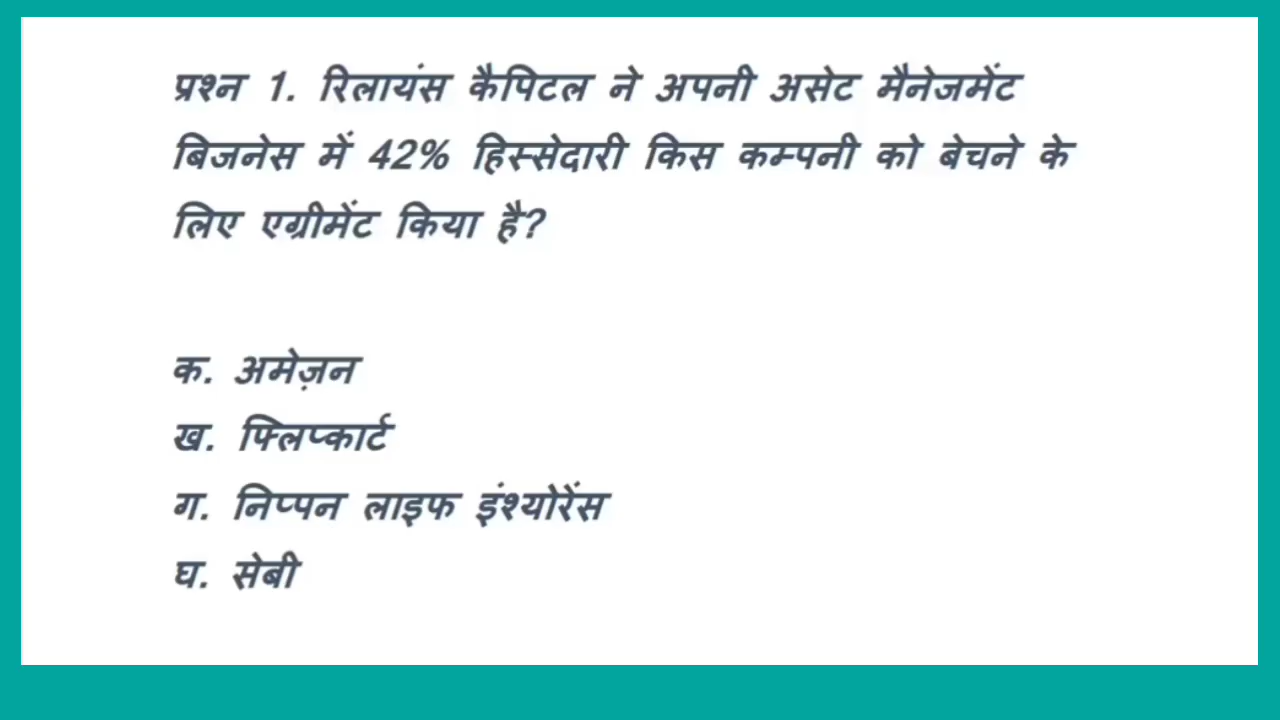 प्रश्न 1. रिलायंस कैपिटल ने अपनी असेट मैनेजमेंट
बिजनेस में 42% हिस्सेदारी किस कम्पनी को बेचने के
लिए एग्रीमेंट किया है?
क. अमेज़न
ख. फ्लिप्कार्ट
ग. निप्पन लाइफ इंश्योरेंस
घ. सेबी